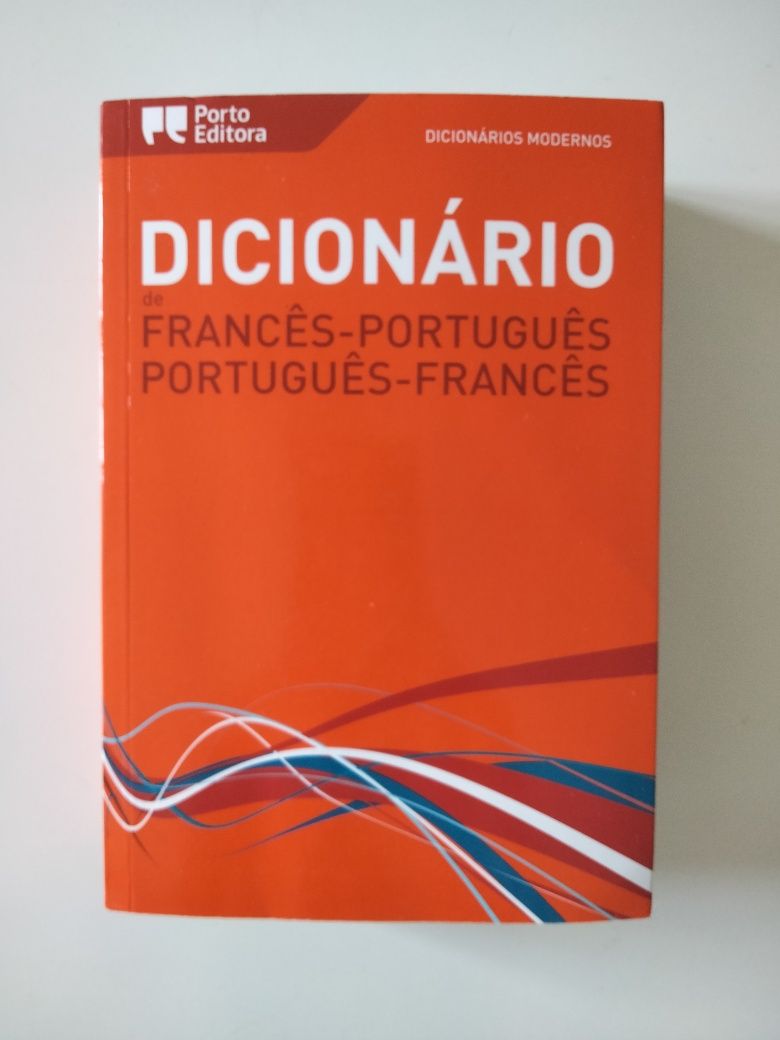 Porto
Editora
DICIONÁRIOS MODERNOS
DICIONÁRIO
de
FRANCÊS-PORTUGUÊS
PORTUGUÊS-FRANCÊS